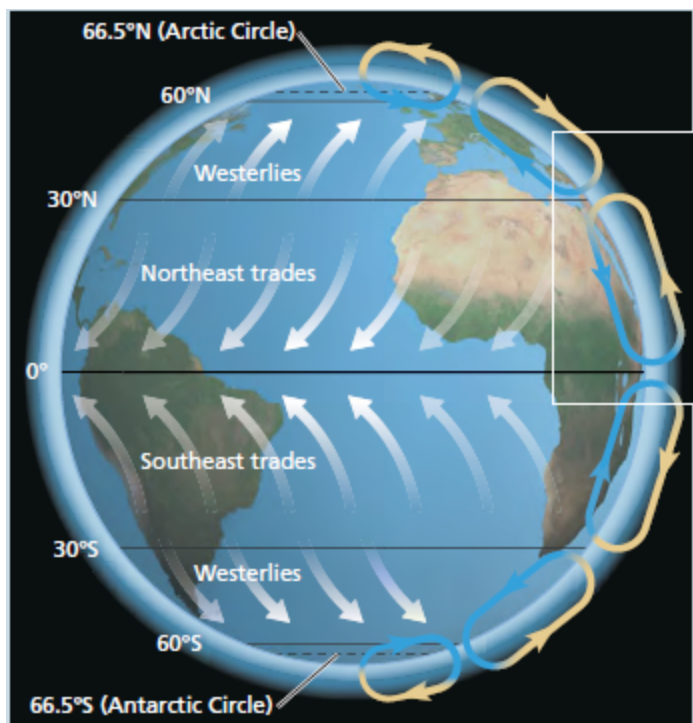 66.5°N (Arctic Circle)
60°N
Westerlies
30°N
Northeast trades
0°
Southeast trades
30°S
Westerlies
60°S
66.5°S (Antarctic Circle)